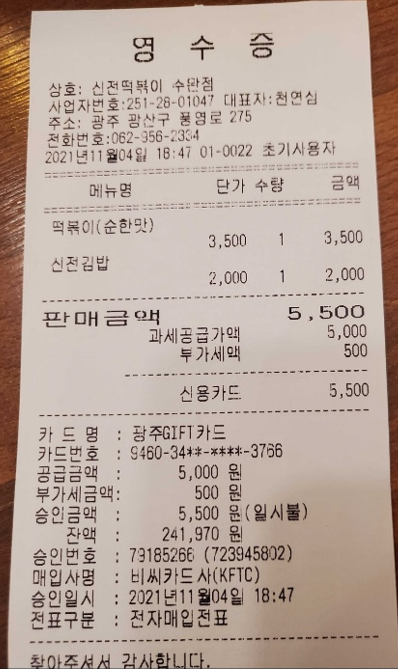 영 수 증
상호: 신전떡볶이 수완점
사업자번호:251-28-01047 대표자:천연심
주소: 광주 광산구 풍영로 275
전화번호:062-956-2334
2021년11월04일 18:47 01-0022 초기사용자
메뉴명 단가 수량 금액
떡볶이(순한맛)
3,500 1 3,500
신전김밥
2,000 1 2,000
판매금액 5,500
과세공급가액 5,000
부가세액 500
신용카드 5,500
카 드 명 : 광주GIFT카드
카드번호 : 9460-34**-****-3766
공급금액 : 5,000 원
부가세금액: 500 원
승인금액 : 5,500 원(일시불)
잔액 : 241,970 원
승인번호 : 79185266 (723945802)
매입사명 : 비씨카드사(KFTC)
승인일시 : 2021년11월04일 18:47
전표구분 : 전자매입전표
찾아주셔서 감사합니다.